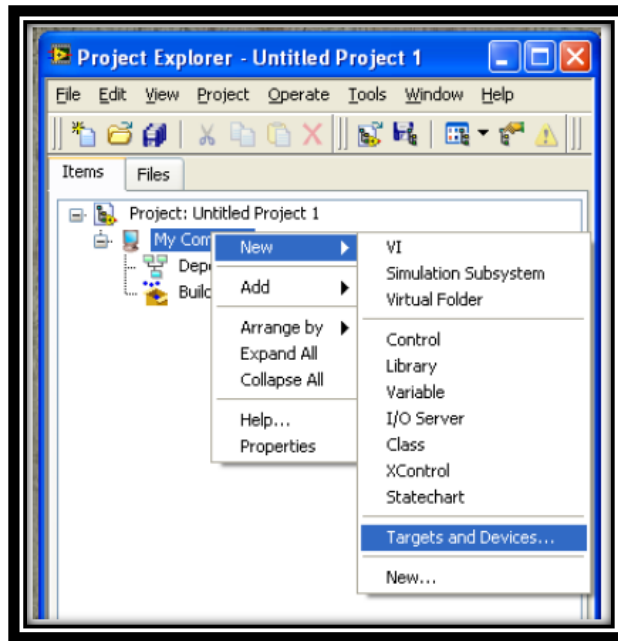 Project Explorer - Untitled Project 1
File Edit View Project Operate Tools Window Help
Items Files
Project: Untitled Project 1
My Com
Dep
Build
New
Add
Arrange by
Expand All
Collapse All
Help...
Properties
VI
Simulation Subsystem
Virtual Folder
Control
Library
Variable
I/O Server
Class
XControl
Statechart
Targets and Devices...
New...